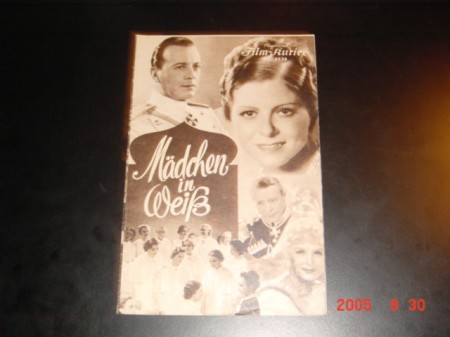 Film-Kurier
Mädchen
in
Weiß
2005 8 30